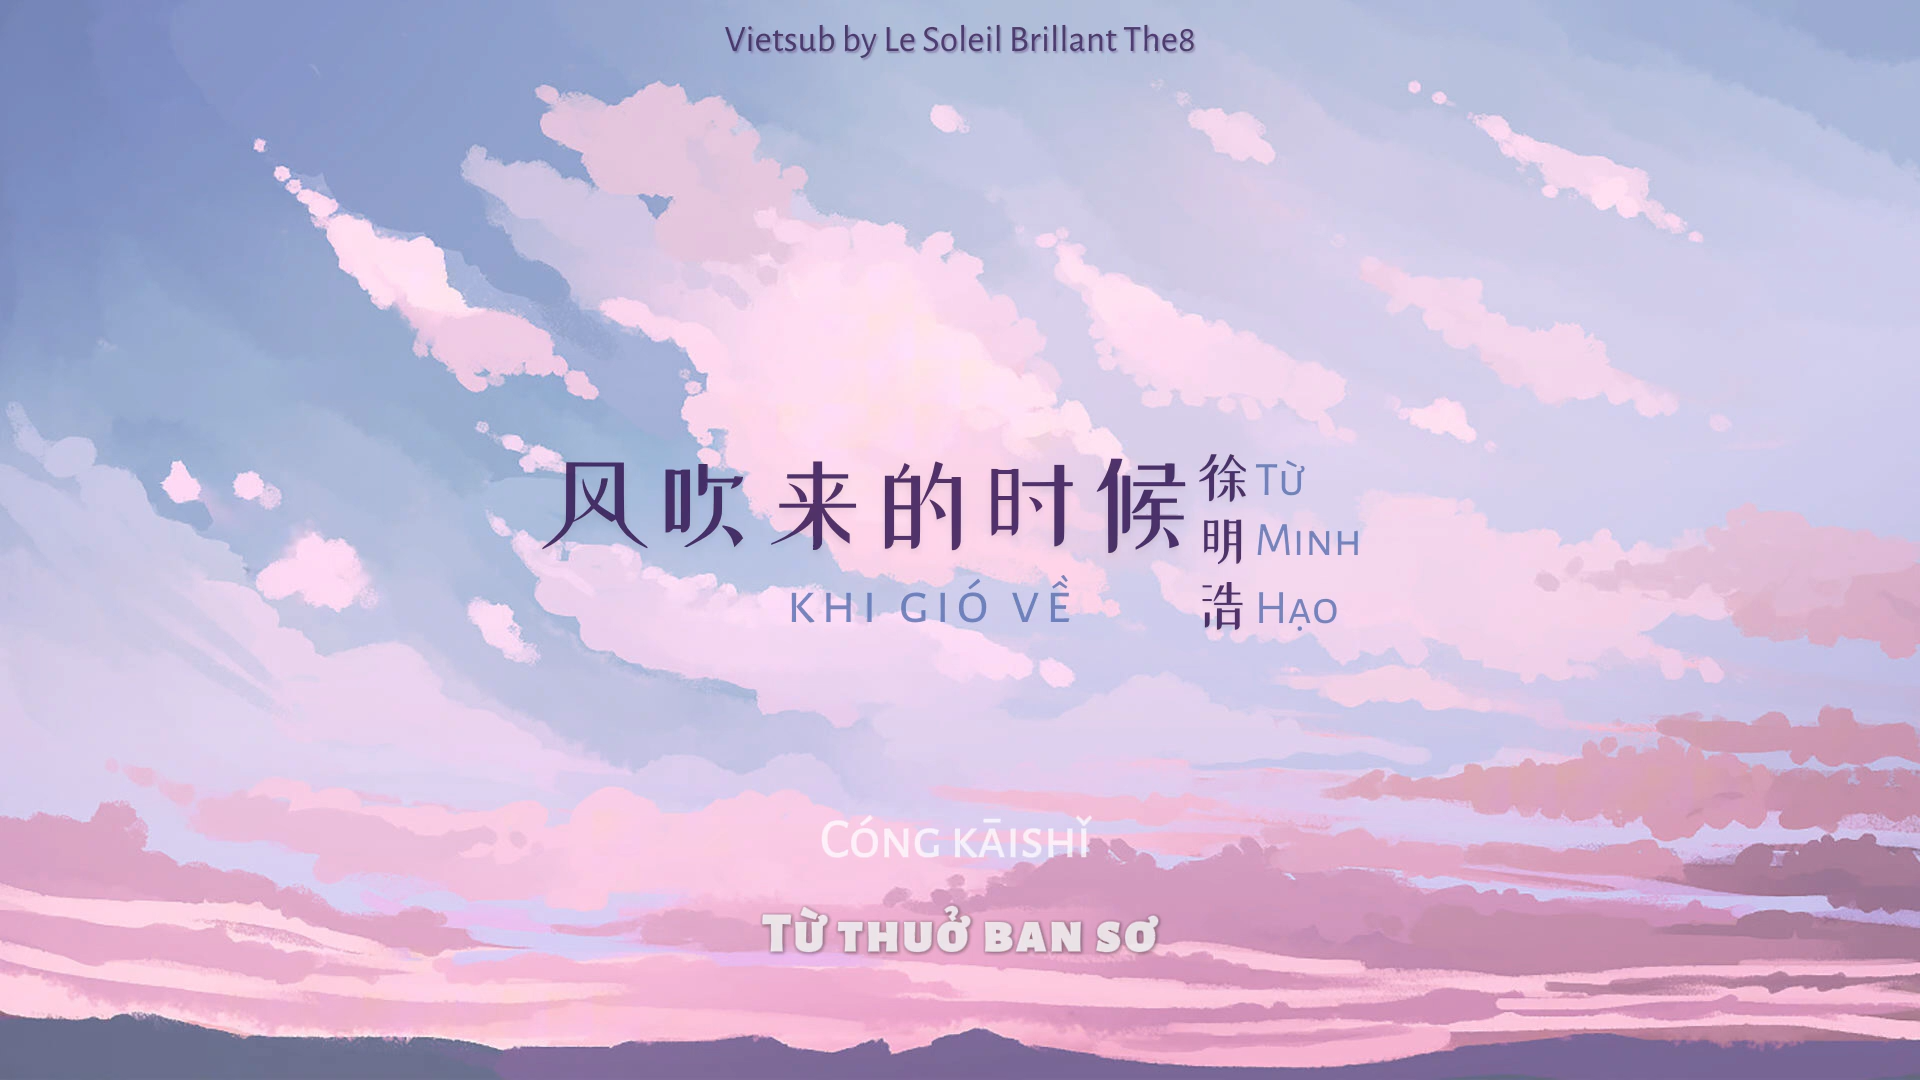 Vietsub by Le Soleil Brillant The8
风吹来的时候
KHI GIÓ VỀ
徐 TỪ
明 MINH
浩 HẠO
CÓNG KĀISHǏ
TỪ THUỞ BAN SƠ